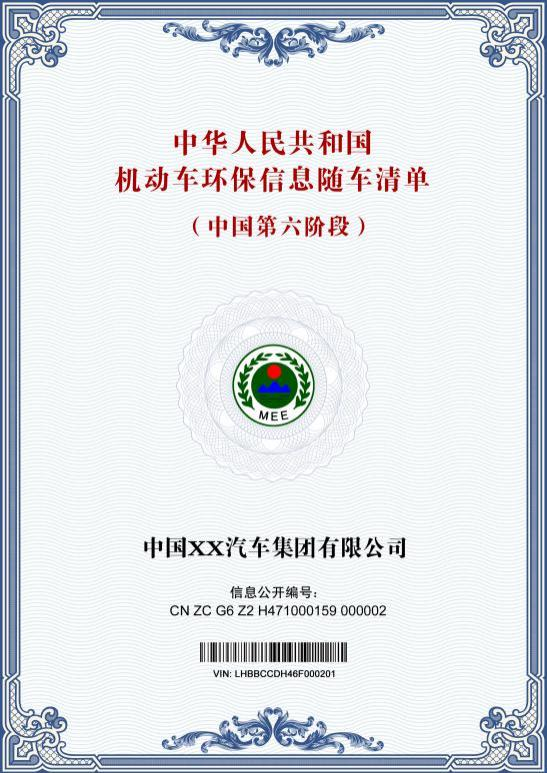 中华人民共和国
机动车环保信息随车清单
（中国第六阶段）
MEE
中国XX汽车集团有限公司
信息公开编号：
CN ZC G6 Z2 H471000159 000002
VIN: LHBBCCDH46F000201